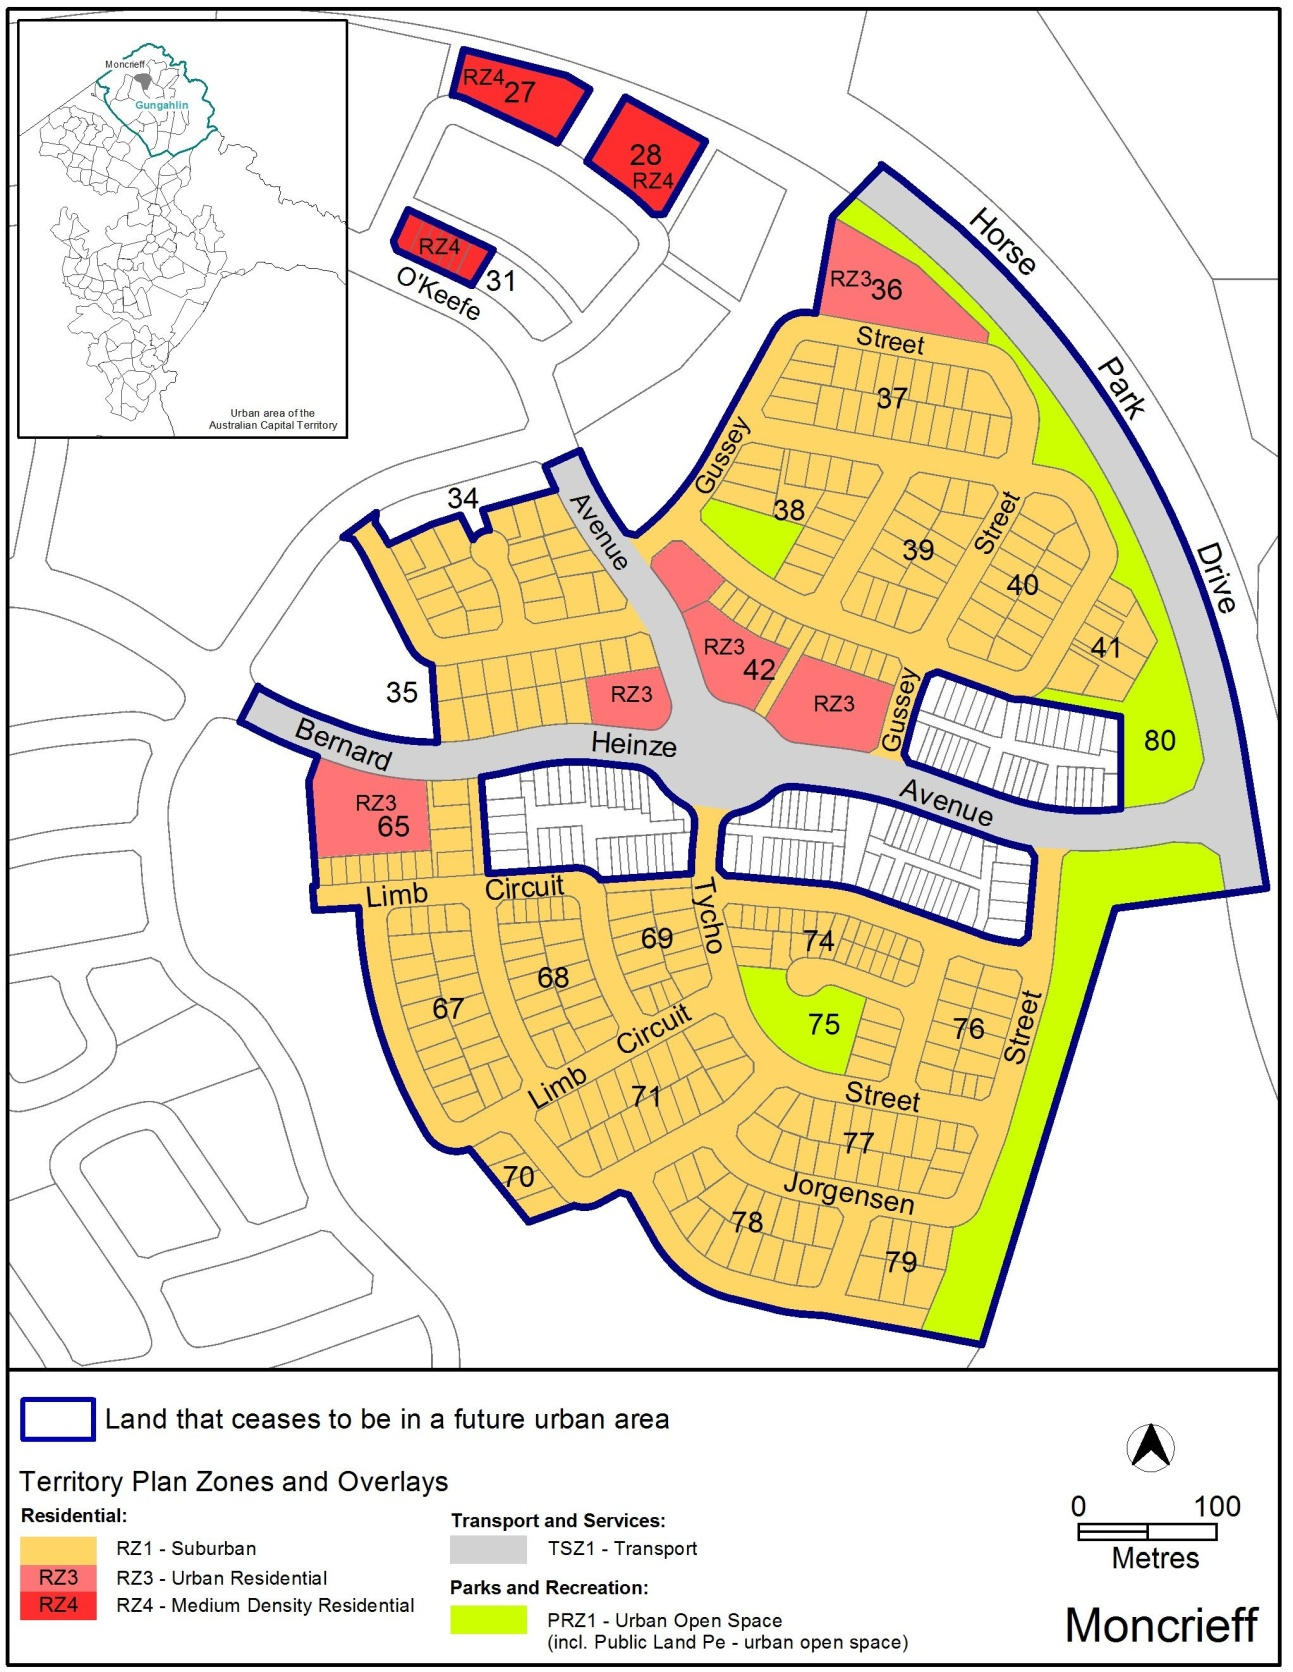 Moncrieff
Gungahlin
Urban area of the
Australian Capital Territory
RZ4
27
28
RZ4
RZ4
31
O'Keefe
Horse
Park
Drive
RZ3
36
Street
37
Gussey
38
39
Street
40
41
34
Avenue
35
RZ3
42
RZ3
RZ3
Gussey
80
Bernard
Heinze
Avenue
RZ3
65
Limb
Circuit
Tycho
67
68
69
74
75
76
Street
Limb
Circuit
71
Street
77
70
Jorgensen
78
79
Land that ceases to be in a future urban area
Territory Plan Zones and Overlays
Residential:
RZ1 - Suburban
RZ3
RZ3 - Urban Residential
RZ4
RZ4 - Medium Density Residential
Transport and Services:
TSZ1 - Transport
Parks and Recreation:
PRZ1 - Urban Open Space
(incl. Public Land Pe - urban open space)
0 100
Metres
Moncrieff